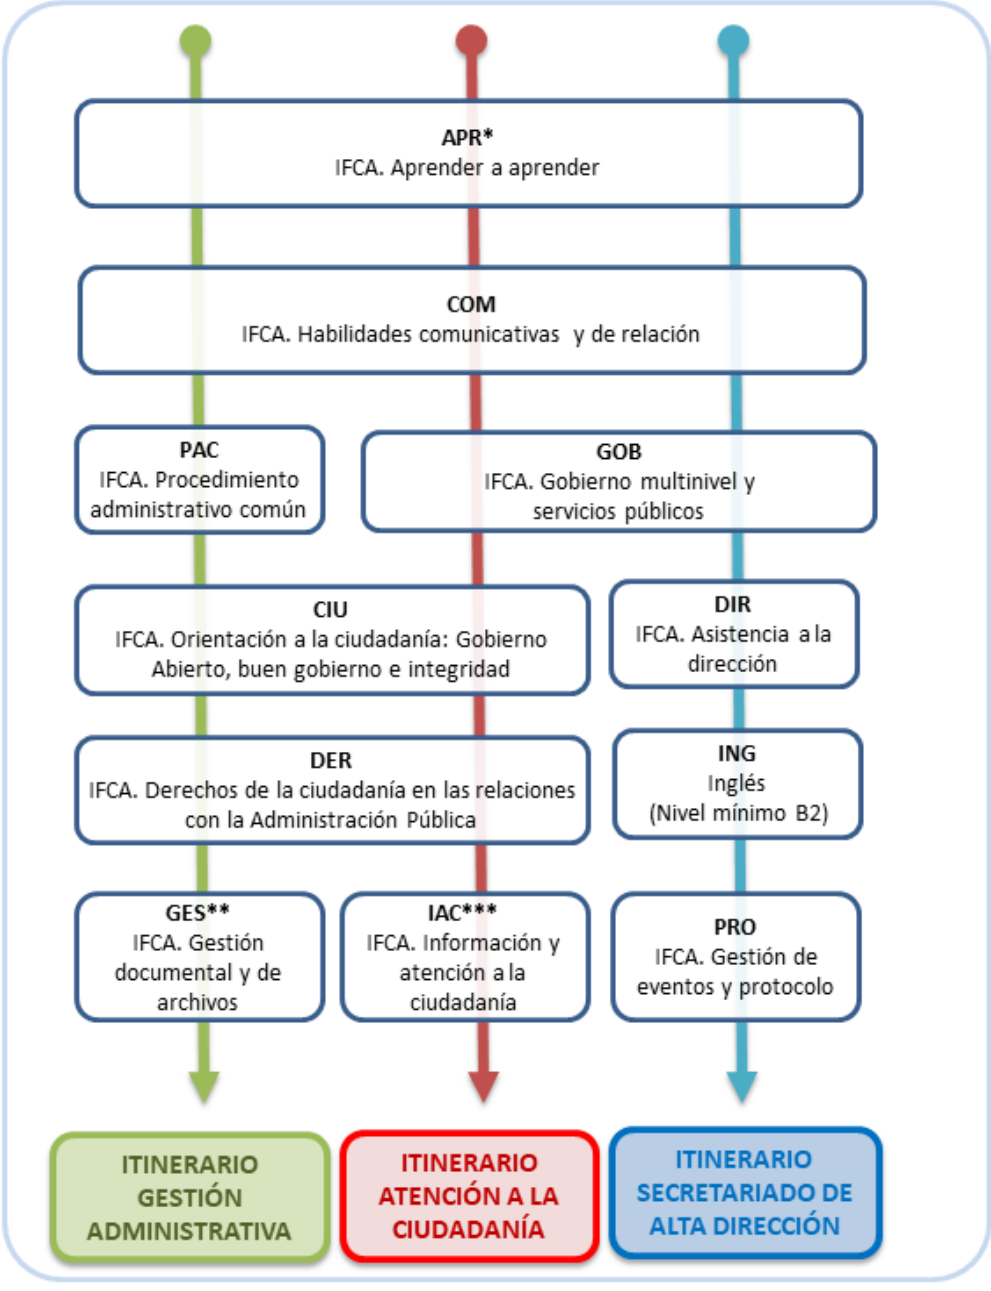 APR*
IFCA. Aprender a aprender
COM
IFCA. Habilidades comunicativas y de relación
PAC
IFCA. Procedimiento
administrativo común
GOB
IFCA. Gobierno multinivel y
servicios públicos
CIU
IFCA. Orientación a la ciudadanía: Gobierno
Abierto, buen gobierno e integridad
DIR
IFCA. Asistencia a la
dirección
DER
IFCA. Derechos de la ciudadanía en las relaciones
con la Administración Pública
ING
Inglés
(Nivel mínimo B2)
GES**
IFCA. Gestión
documental y de
archivos
IAC***
IFCA. Información y
atención a la
ciudadanía
PRO
IFCA. Gestión de
eventos y protocolo
ITINERARIO
GESTIÓN
ADMINISTRATIVA
ITINERARIO
ATENCIÓN A LA
CIUDADANÍA
ITINERARIO
SECRETARIADO DE
ALTA DIRECCIÓN